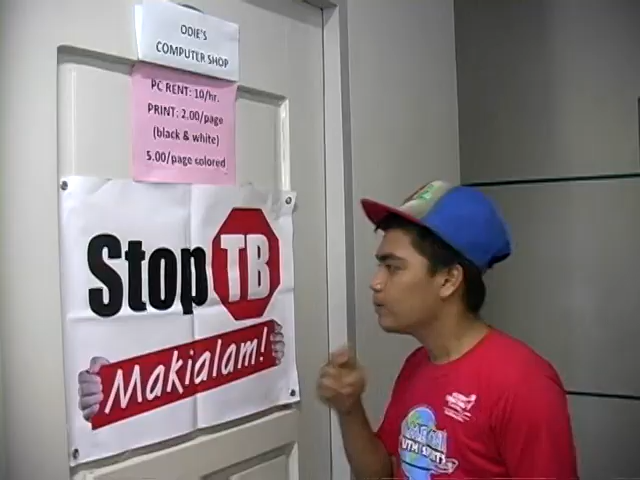 ODIE'S
COMPUTER SHOP
PC RENT: 10/hr.
PRINT: 2.00/page
(black & white)
5.00/page colored
Stop TB
Makialam!